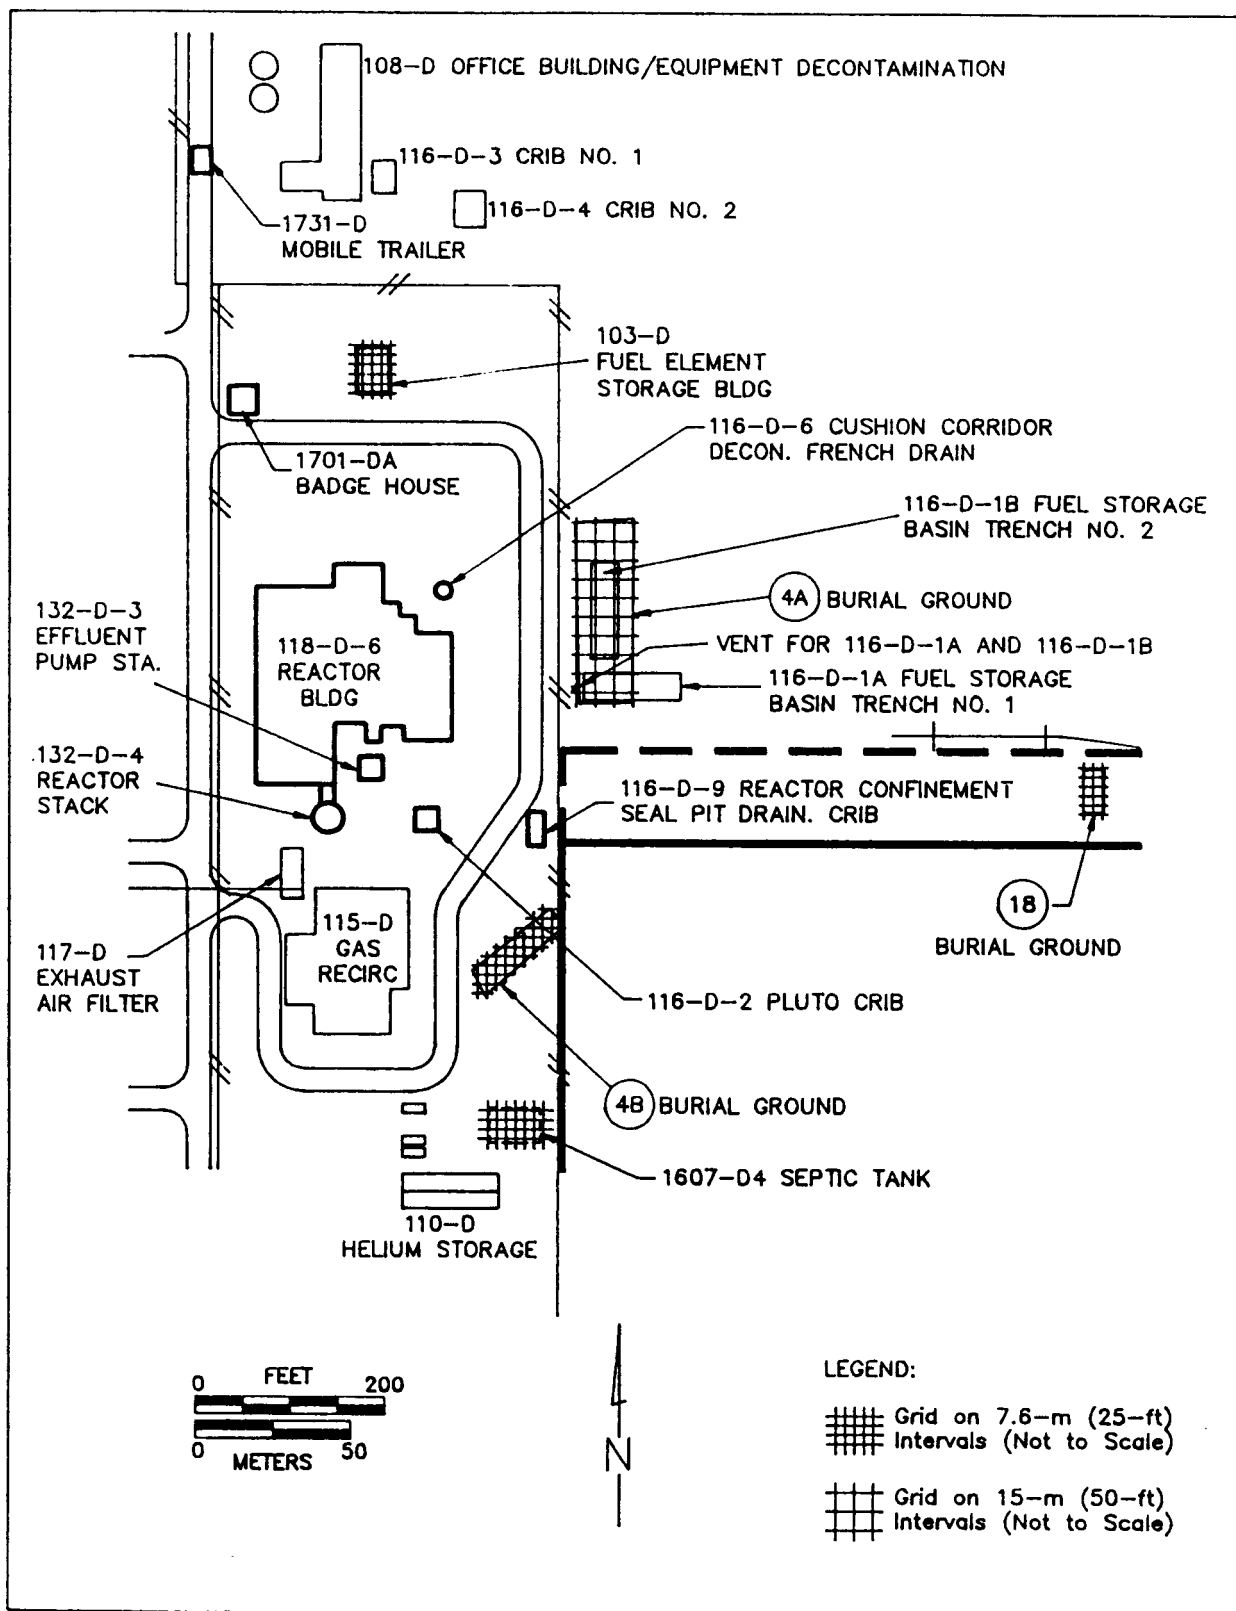 108-D OFFICE BUILDING/EQUIPMENT DECONTAMINATION
116-D-3 CRIB NO. 1
116-D-4 CRIB NO. 2
1731-D
MOBILE TRAILER
103-D
FUEL ELEMENT
STORAGE BLDG
116-D-6 CUSHION CORRIDOR
DECON. FRENCH DRAIN
1701-DA
BADGE HOUSE
116-D-1B FUEL STORAGE
BASIN TRENCH NO. 2
4A BURIAL GROUND
132-D-3
EFFLUENT
PUMP STA.
118-D-6
REACTOR
BLDG
VENT FOR 116-D-1A AND 116-D-1B
116-D-1A FUEL STORAGE
BASIN TRENCH NO. 1
132-D-4
REACTOR
STACK
116-D-9 REACTOR CONFINEMENT
SEAL PIT DRAIN. CRIB
18
BURIAL GROUND
117-D
EXHAUST
AIR FILTER
115-D
GAS
RECIRC
116-D-2 PLUTO CRIB
4B BURIAL GROUND
1607-D4 SEPTIC TANK
110-D
HELIUM STORAGE
0 FEET 200
0 METERS 50
N
LEGEND:
Grid on 7.6-m (25-ft)
Intervals (Not to Scale)
Grid on 15-m (50-ft)
Intervals (Not to Scale)